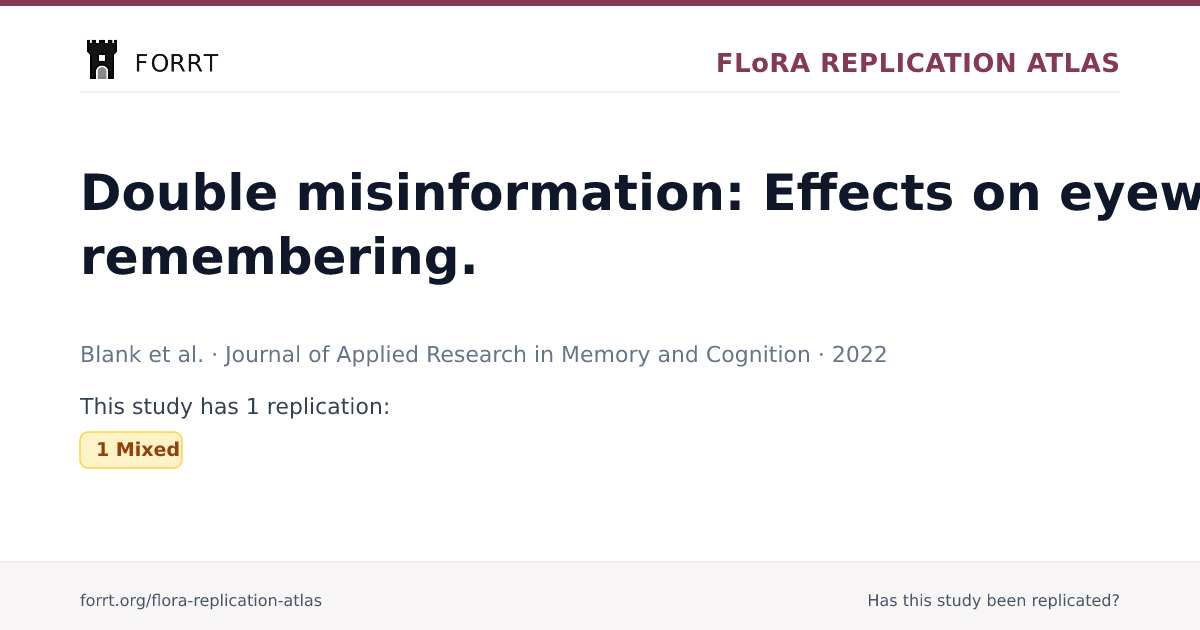 FORRT
FLoRA REPLICATION ATLAS
Double misinformation: Effects on eyew
remembering.
Blank et al. · Journal of Applied Research in Memory and Cognition · 2022
This study has 1 replication:
1 Mixed
forrt.org/flora-replication-atlas
Has this study been replicated?